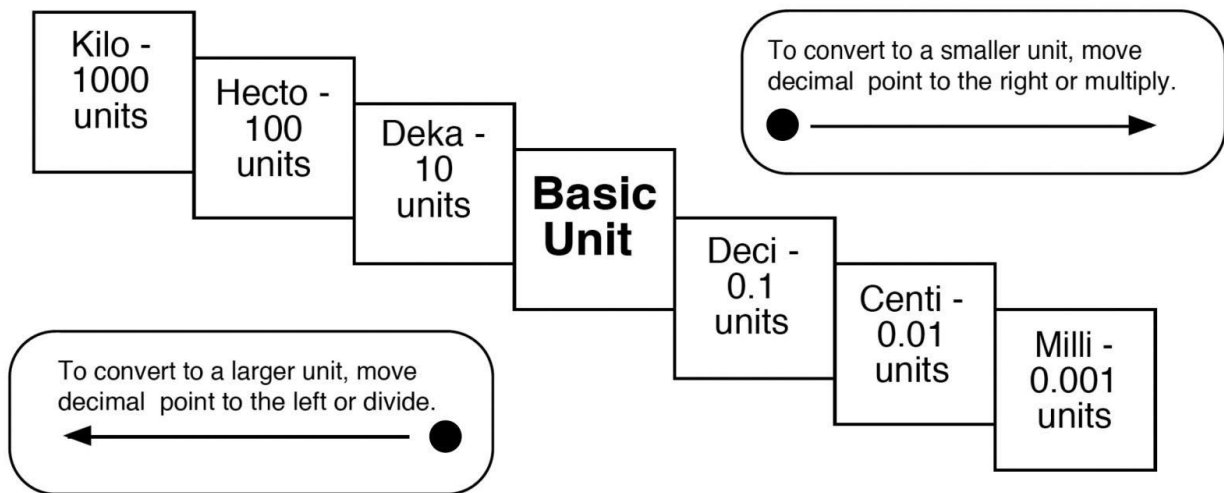 Kilo -
1000
units
Hecto -
100
units
Deka -
10
units
Basic
Unit
Deci -
0.1
units
Centi -
0.01
units
Milli -
0.001
units
To convert to a smaller unit, move
decimal point to the right or multiply.
To convert to a larger unit, move
decimal point to the left or divide.